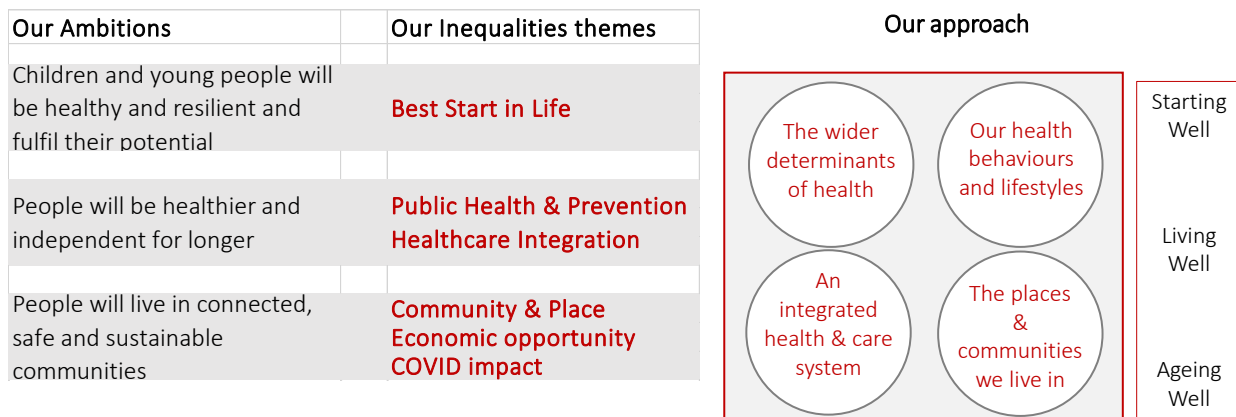 Our Ambitions
Our Inequalities themes
Children and young people will
be healthy and resilient and
fulfil their potential
Best Start in Life
People will be healthier and
independent for longer
Public Health & Prevention
Healthcare Integration
People will live in connected,
safe and sustainable
communities
Community & Place
Economic opportunity
COVID impact
Our approach
The wider
determinants
of health
Our health
behaviours
and lifestyles
An
integrated
health & care
system
The places
&
communities
we live in
Starting
Well
Living
Well
Ageing
Well